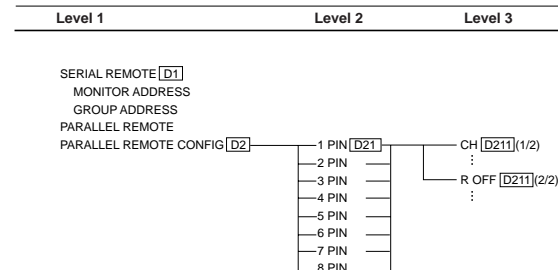 Level 1 Level 2 Level 3
SERIAL REMOTE D1
MONITOR ADDRESS
GROUP ADDRESS
PARALLEL REMOTE
PARALLEL REMOTE CONFIG D2 1 PIN D21 CH D211 (1/2)
2 PIN
3 PIN R OFF D211 (2/2)
4 PIN
5 PIN
6 PIN
7 PIN
8 PIN